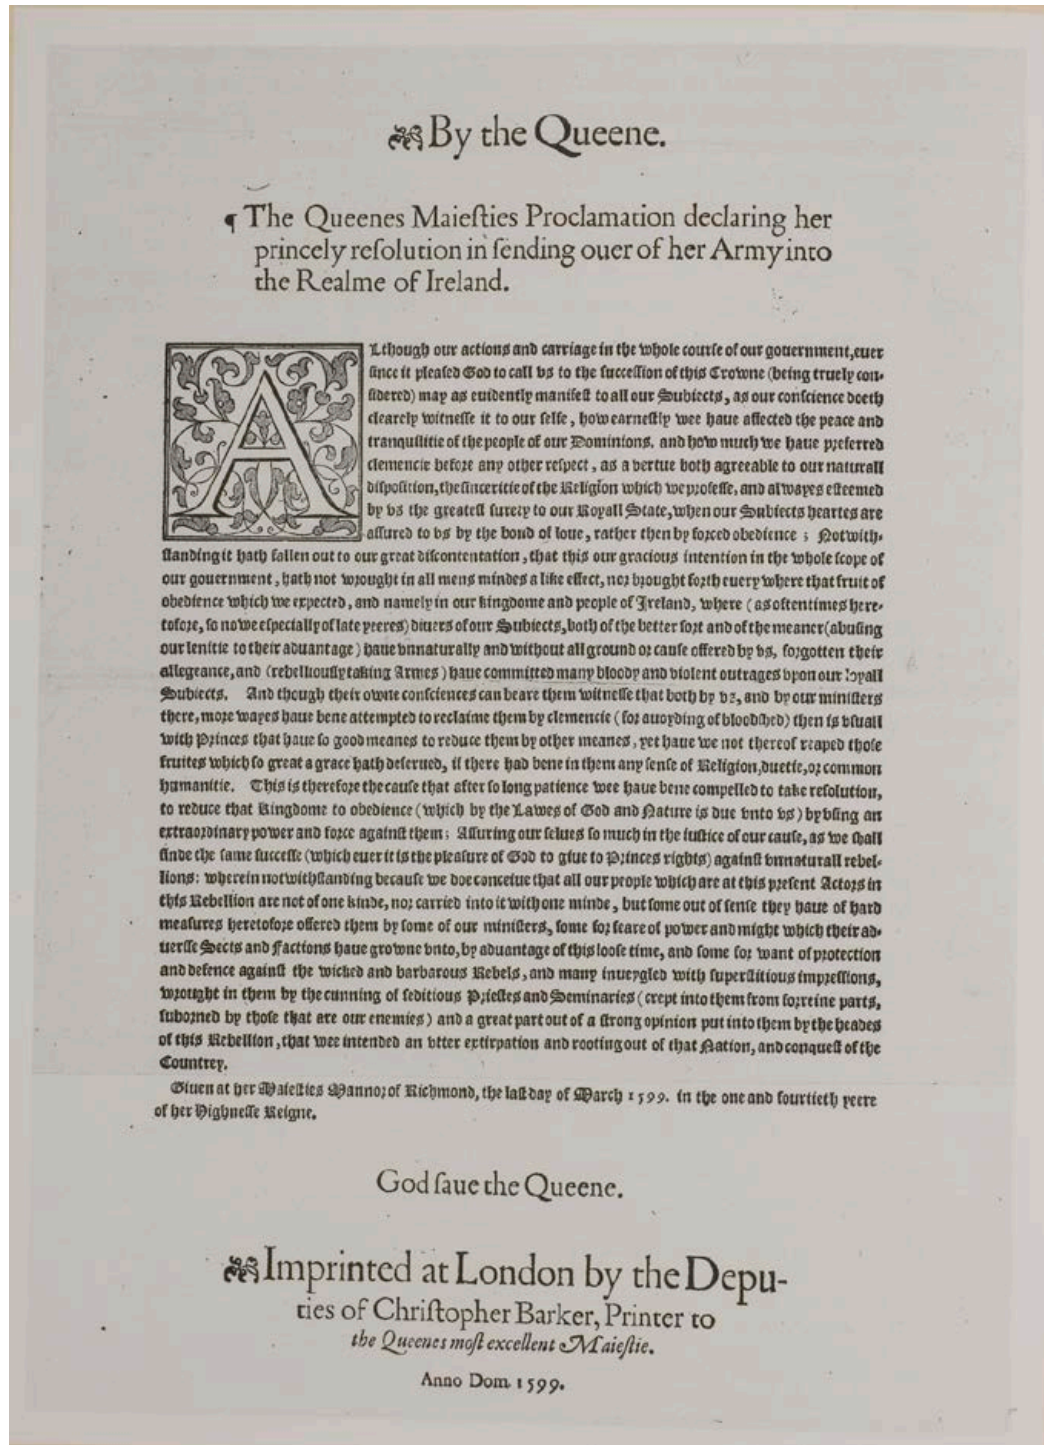 By the Queene.
¶ The Queenes Maieſties Proclamation declaring her
princely reſolution in ſending ouer of her Army into
the Realme of Ireland.
ALthough our actions and carriage in the whole courſe of our gouernment, euer
ſince it pleaſed God to call vs to the ſucceſſion of this Crowne (being truely con-
ſidered) may as euidently manifeſt to all our Subiects, as our conſcience doeth
clearely witneſſe it to our ſelfe, how earneſtly wee haue affected the peace and
tranquilitie of the people of our Dominions, and how much we haue preferred
clemencie before any other reſpect, as a vertue both agreeable to our naturall
diſpoſition, the ſinceritie of the Religion which we profeſſe, and alwayes eſteemed
by vs the greateſt ſurety to our Royall State, when our Subiects heartes are
aſſured to vs by the bond of loue, rather then by forced obedience ; Notwith-
ſtanding it hath fallen out to our great diſcontentation, that this our gracious intention in the whole ſcope of
our gouernment, hath not wrought in all mens mindes a like effect, nor brought forth euery where that fruit of
obedience which we expected, and namely in our kingdome and people of Ireland, where (as oftentimes here-
tofore, ſo nowe eſpecially of late yeeres) diuers of our Subiects, both of the better ſort and of the meaner (abuſing
our lenitie to their aduantage) haue vnnaturally and without all ground or cauſe offered by vs, forgotten their
allegeance, and (rebelliouſly taking Armes) haue committed many bloody and violent outrages vpon our loyall
Subiects. And though their owne conſciences can beare them witneſſe that both by vs, and by our miniſters
there, more wayes haue bene attempted to reclaime them by clemencie (for auoyding of bloodſhed) then is vſuall
with Princes that haue ſo good meanes to reduce them by other meanes, yet haue we not thereof reaped thoſe
fruites which ſo great a grace hath deſerued, if there had bene in them any ſenſe of Religion, duetie, or common
humanitie. This is therefore the cauſe that after ſo long patience wee haue bene compelled to take reſolution,
to reduce that Kingdome to obedience (which by the Lawes of God and Nature is due vnto vs) by vſing an
extraordinary power and force againſt them; Aſſuring our ſelues ſo much in the iuſtice of our cauſe, as we ſhall
finde the ſame ſucceſſe (which euer it is the pleaſure of God to giue to Princes rights) againſt vnnaturall rebel-
lions: wherein notwithſtanding becauſe we doe conceiue that all our people which are at this preſent Actors in
this Rebellion are not of one kinde, nor carried into it with one minde, but ſome out of ſenſe they haue of hard
meaſures heretofore offered them by ſome of our miniſters, ſome for feare of power and might which their ad-
uerſſe Sects and Factions haue growne vnto, by aduantage of this looſe time, and ſome for want of protection
and defence againſt the wicked and barbarous Rebels, and many inueygled with ſuperſtitious impreſſions,
wrought in them by the cunning of ſeditious Prieſtes and Seminaries (crept into them from forreine parts,
ſuborned by thoſe that are our enemies) and a great part out of a ſtrong opinion put into them by the heades
of this Rebellion, that wee intended an vtter extirpation and rooting out of that Nation, and conqueſt of the
Countrey.
Giuen at her Maieſties Mannor of Richmond, the laſt day of March 1599. in the one and fourtieth yeere
of her Highneſſe Reigne.
God ſaue the Queene.
Imprinted at London by the Depu-
ties of Chriſtopher Barker, Printer to
the Queenes moſt excellent Maieſtie.
Anno Dom. 1599.